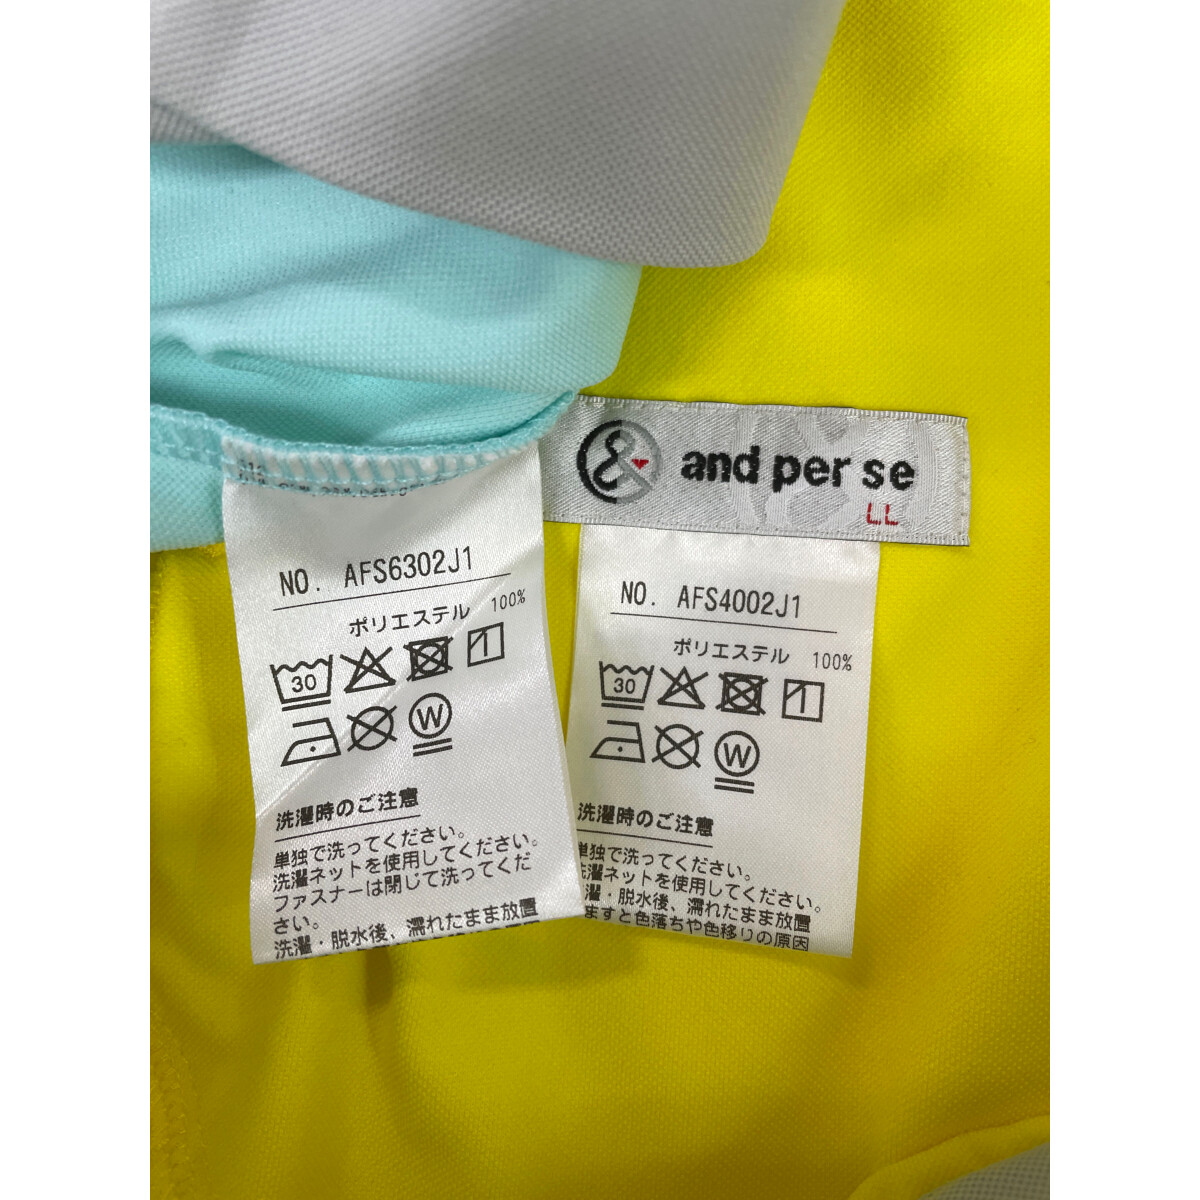 & and per se
LL
NO. AFS6302J1
ポリエステル 100%
30
W
洗濯時のご注意
単独で洗ってください。
洗濯ネットを使用してください。
ファスナーは閉じて洗ってくだ
さい。
洗濯・脱水後、濡れたまま放置
NO. AFS4002J1
ポリエステル 100%
30
W
洗濯時のご注意
単独で洗ってください。
洗濯ネットを使用してください。
濯・脱水後、濡れたまま放置
ますと色落ちや色移りの原因